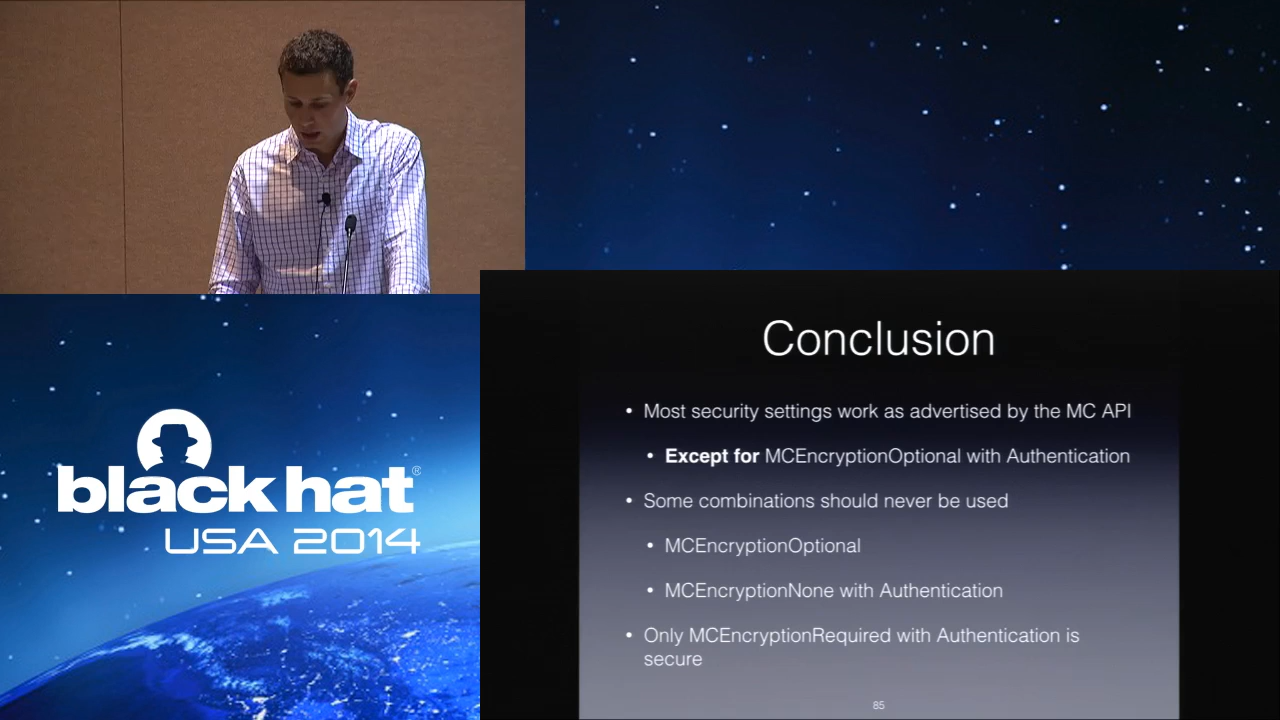 black hat®
USA 2014
Conclusion
• Most security settings work as advertised by the MC API
• Except for MCEncryptionOptional with Authentication
• Some combinations should never be used
• MCEncryptionOptional
• MCEncryptionNone with Authentication
• Only MCEncryptionRequired with Authentication is
secure
85